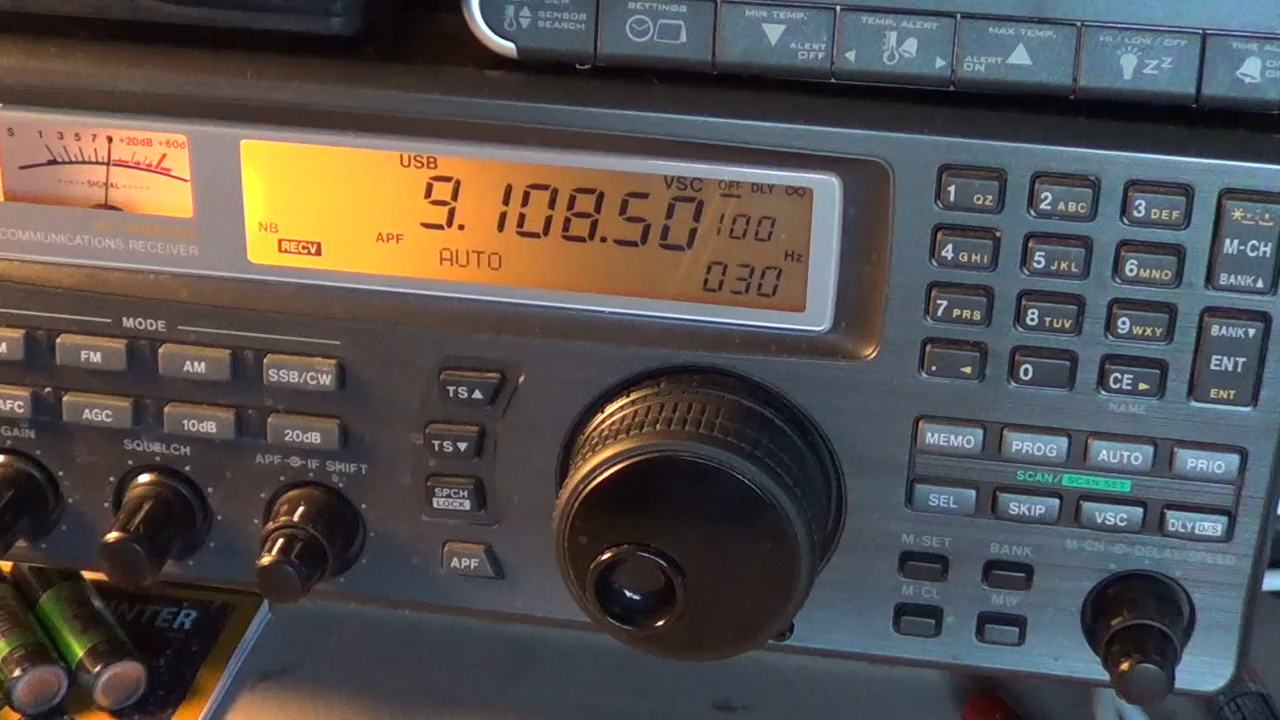 SENSOR
SEARCH
SETTINGS
MIN TEMP.
ALERT
OFF
TEMP. ALERT
MAX TEMP.
ALERT
ON
HI / LOW / OFF
ZZ
S 1 3 5 7 9 +20dB +60d
SIGNAL
COMMUNICATIONS RECEIVER
USB
VSC OFF DLY ∞
9.108.50 100
NB
RECV
APF
AUTO
Hz
030
1 QZ
2 ABC
3 DEF
M-CH
BANK▲
4 GHI
5 JKL
6 MNO
7 PRS
8 TUV
9 WXY
BANK▼
ENT
ENT
. ◄
0
CE ►
NAME
MODE
FM
AM
SSB/CW
TS▲
AFC
AGC
10dB
20dB
TS▼
GAIN
SQUELCH
APF IF SHIFT
SPCH
LOCK
APF
MEMO
PROG
AUTO
PRIO
SCAN/SCAN SET
SEL
SKIP
VSC
DLY D/S
M-SET
BANK
M-CH DELAY/SPEED
M-CL
MW